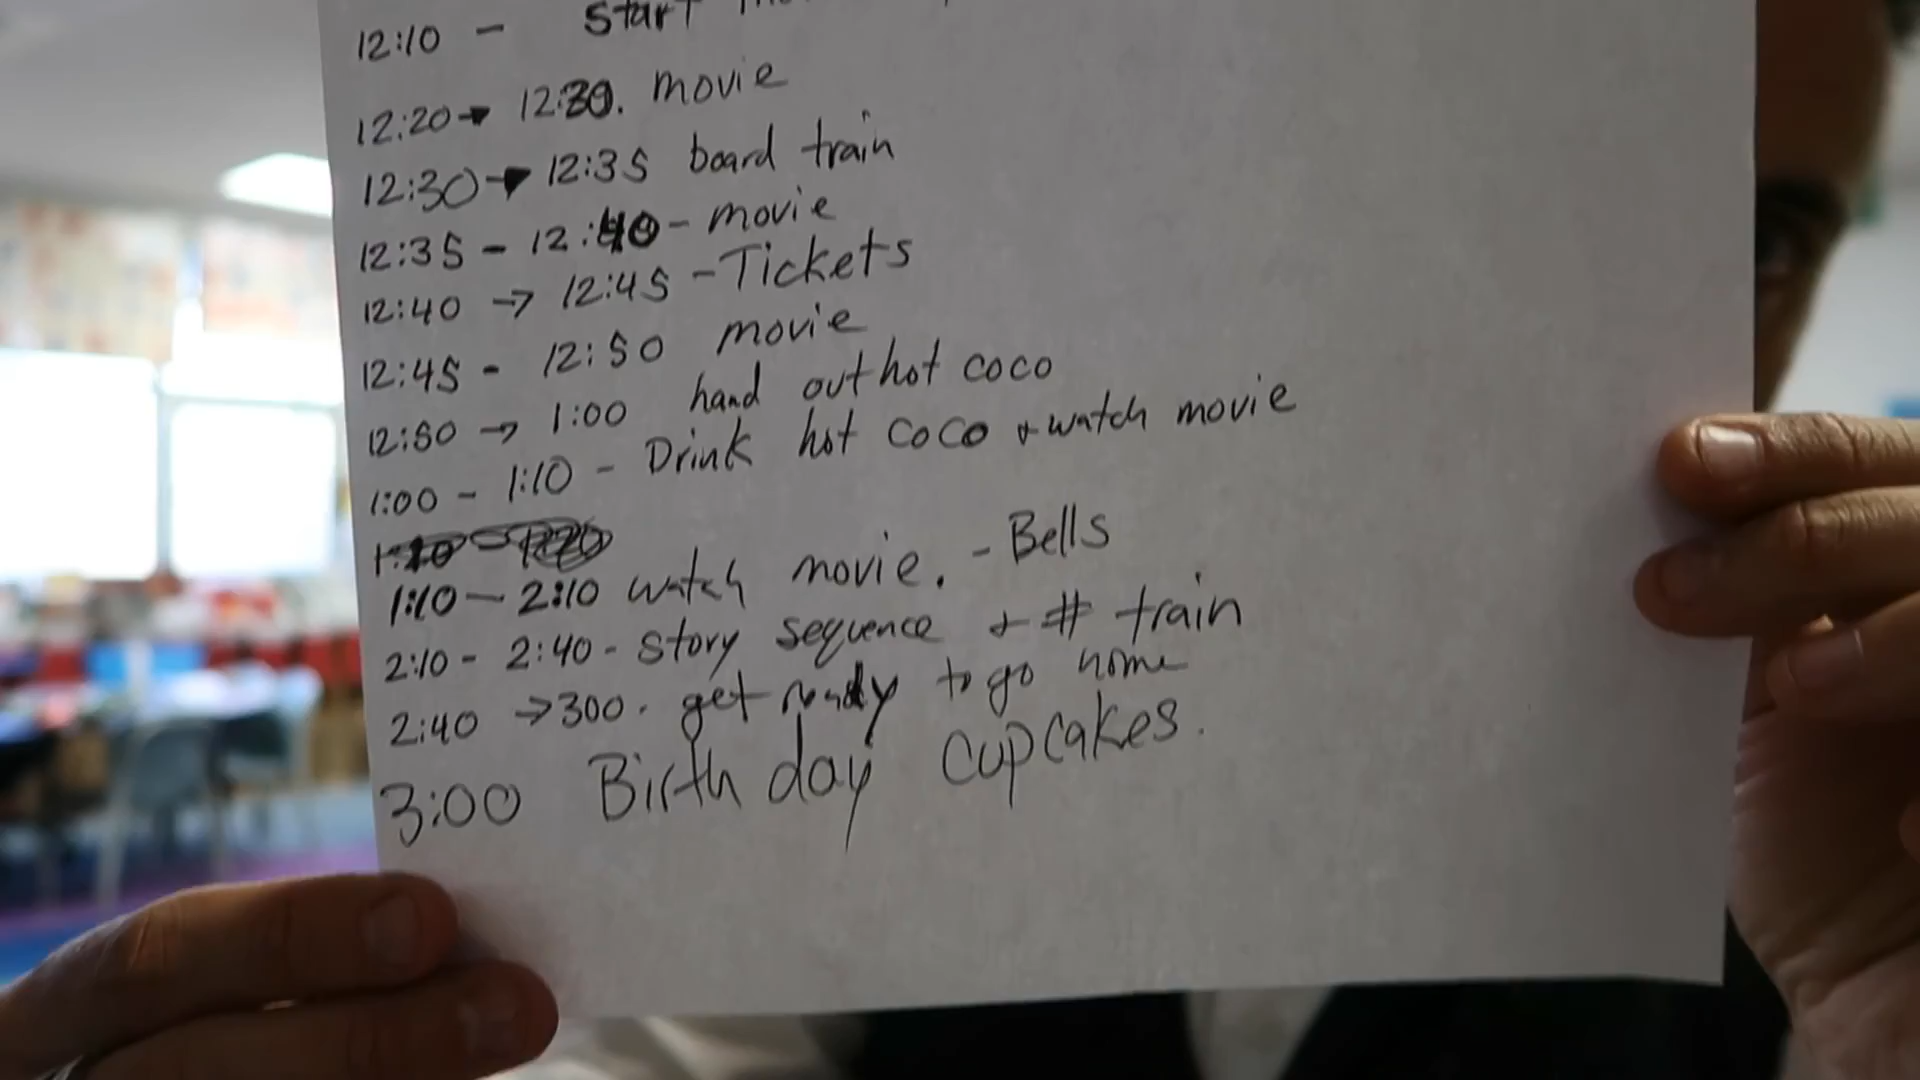 12:10 - start
12:20 → 12:30. movie
12:30 → 12:35 board train
12:35 - 12:40 - movie
12:40 → 12:45 - Tickets
12:45 - 12:50 movie
12:50 → 1:00 hand out hot coco
1:00 - 1:10 - Drink hot coco + watch movie
1:10 — 2:10 watch movie. - Bells
2:10 - 2:40 - story sequence + # train
2:40 → 300. get ready to go home
3:00 Birthday cupcakes.